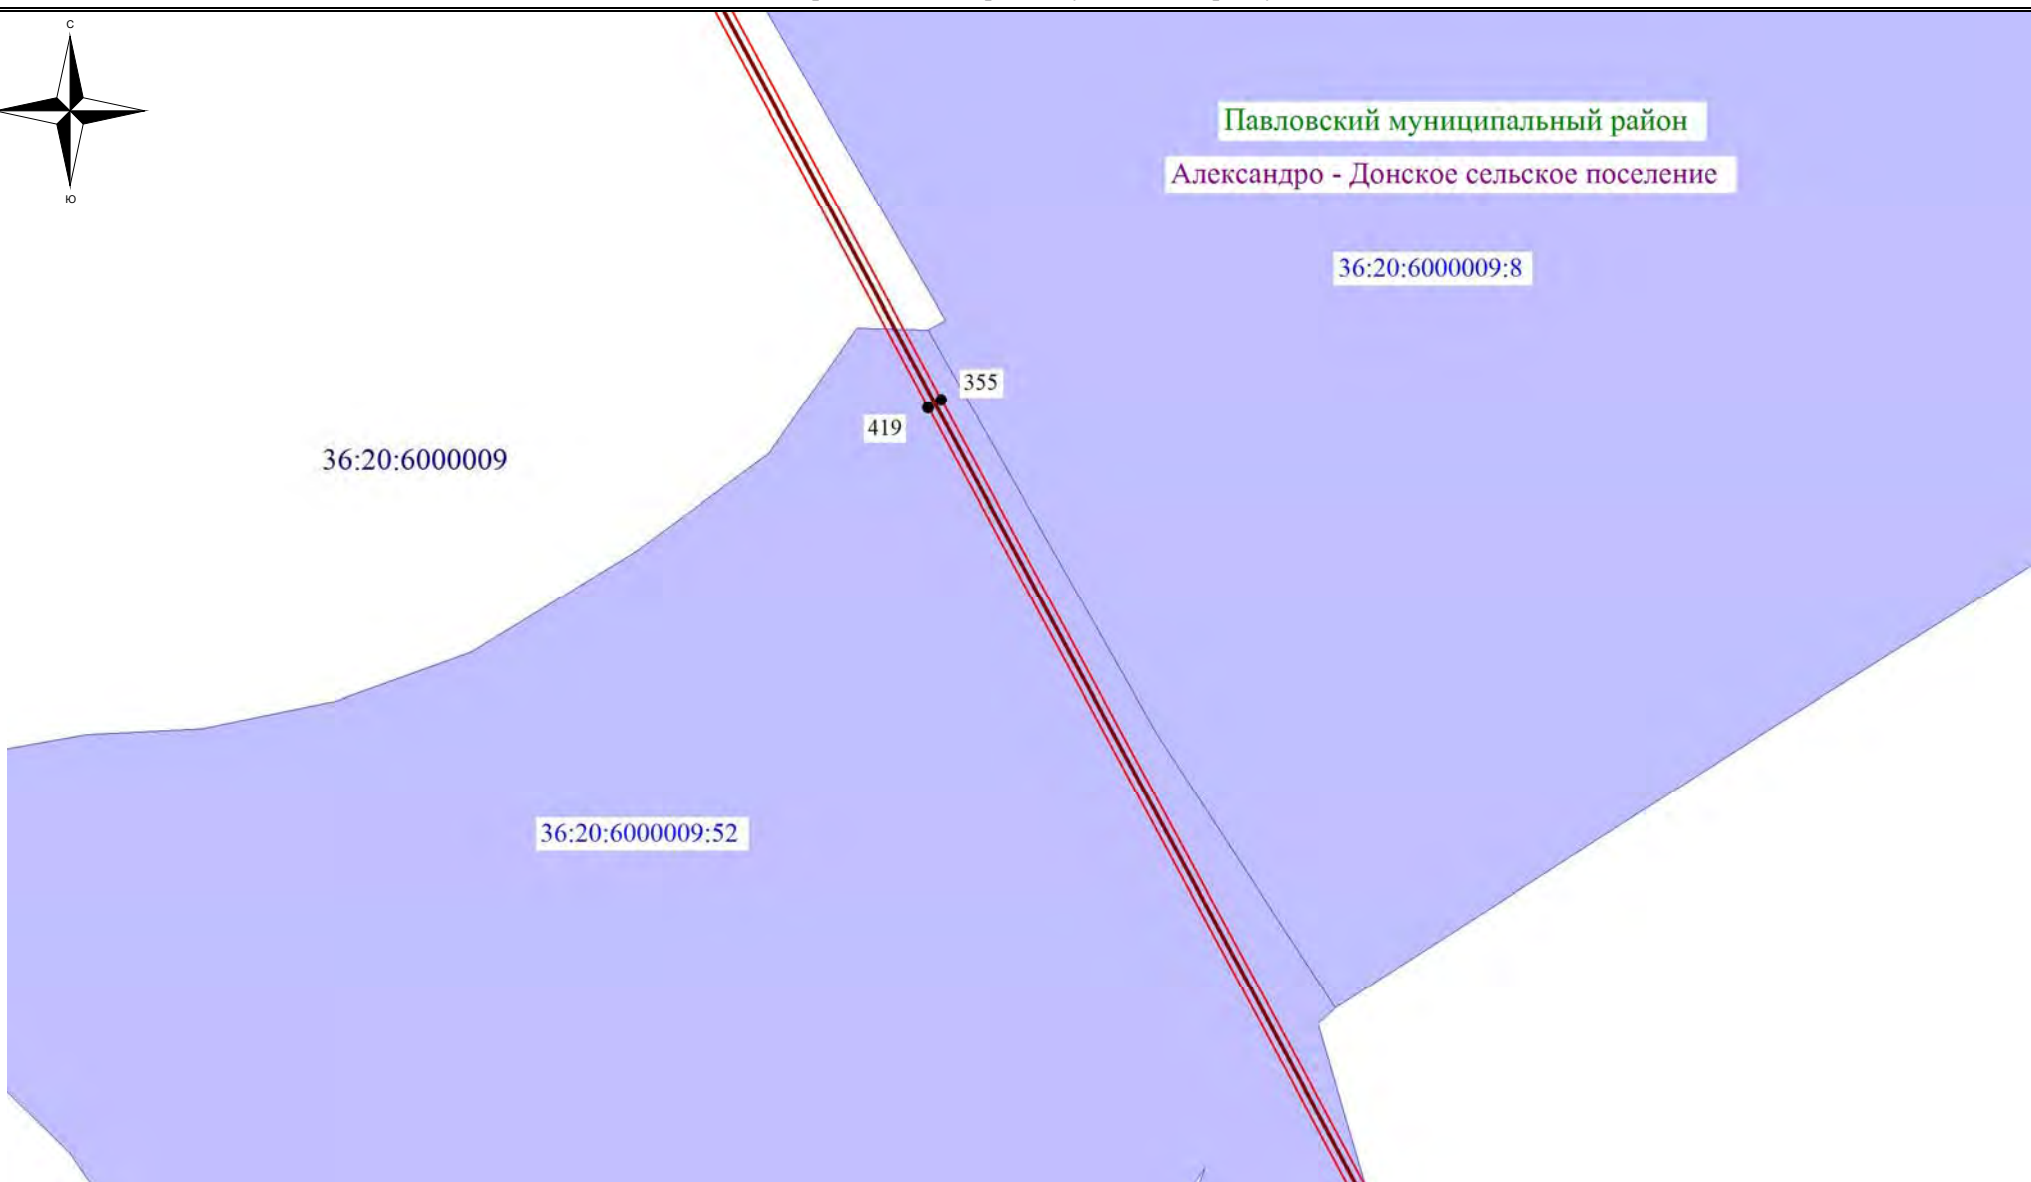 С
Ю
Павловский муниципальный район
Александро - Донское сельское поселение
36:20:6000009:8
355
419
36:20:6000009
36:20:6000009:52